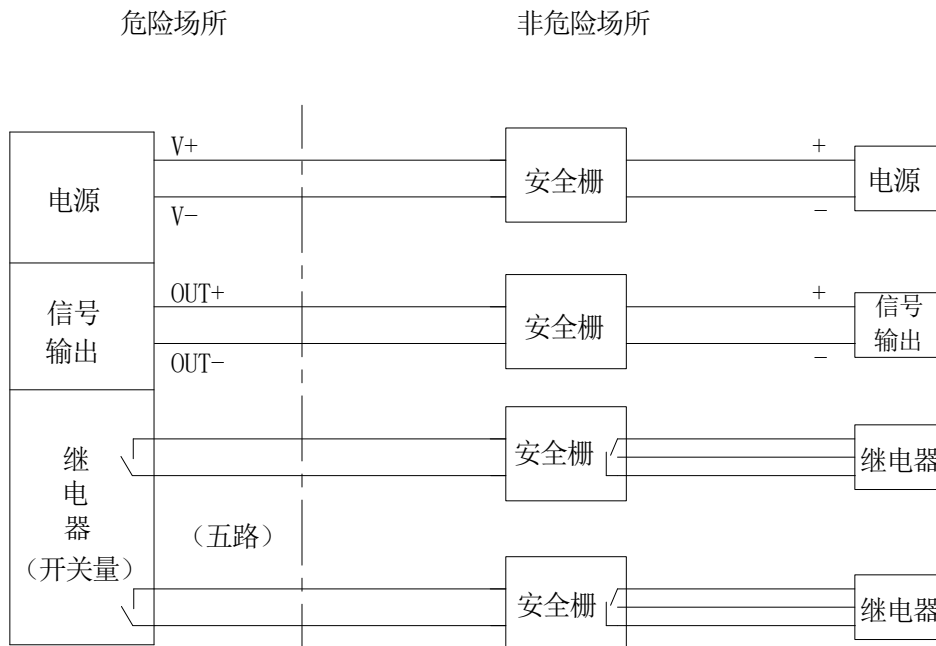 危险场所
非危险场所
V+
V-
电源
安全栅
+
-
电源
OUT+
OUT-
信号
输出
安全栅
+
-
信号
输出
继
电
器
(开关量)
(五路)
安全栅
继电器
安全栅
继电器